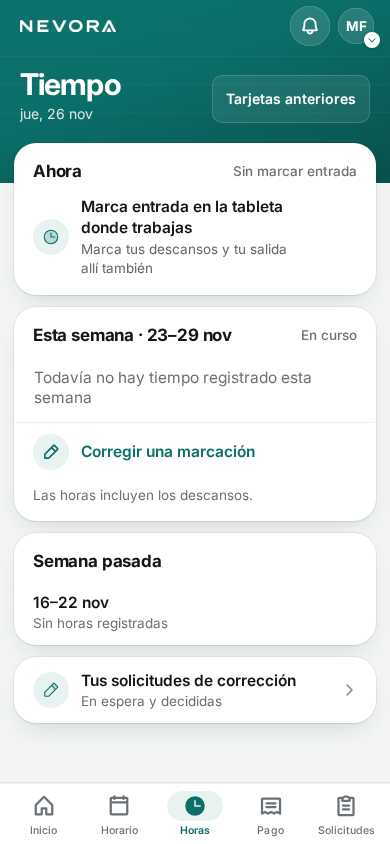 NEVORA
MF
Tiempo
jue, 26 nov
Tarjetas anteriores
Ahora
Sin marcar entrada
Marca entrada en la tableta
donde trabajas
Marca tus descansos y tu salida
allí también
Esta semana · 23–29 nov
En curso
Todavía no hay tiempo registrado esta
semana
Corregir una marcación
Las horas incluyen los descansos.
Semana pasada
16–22 nov
Sin horas registradas
Tus solicitudes de corrección
En espera y decididas
Inicio
Horario
Horas
Pago
Solicitudes